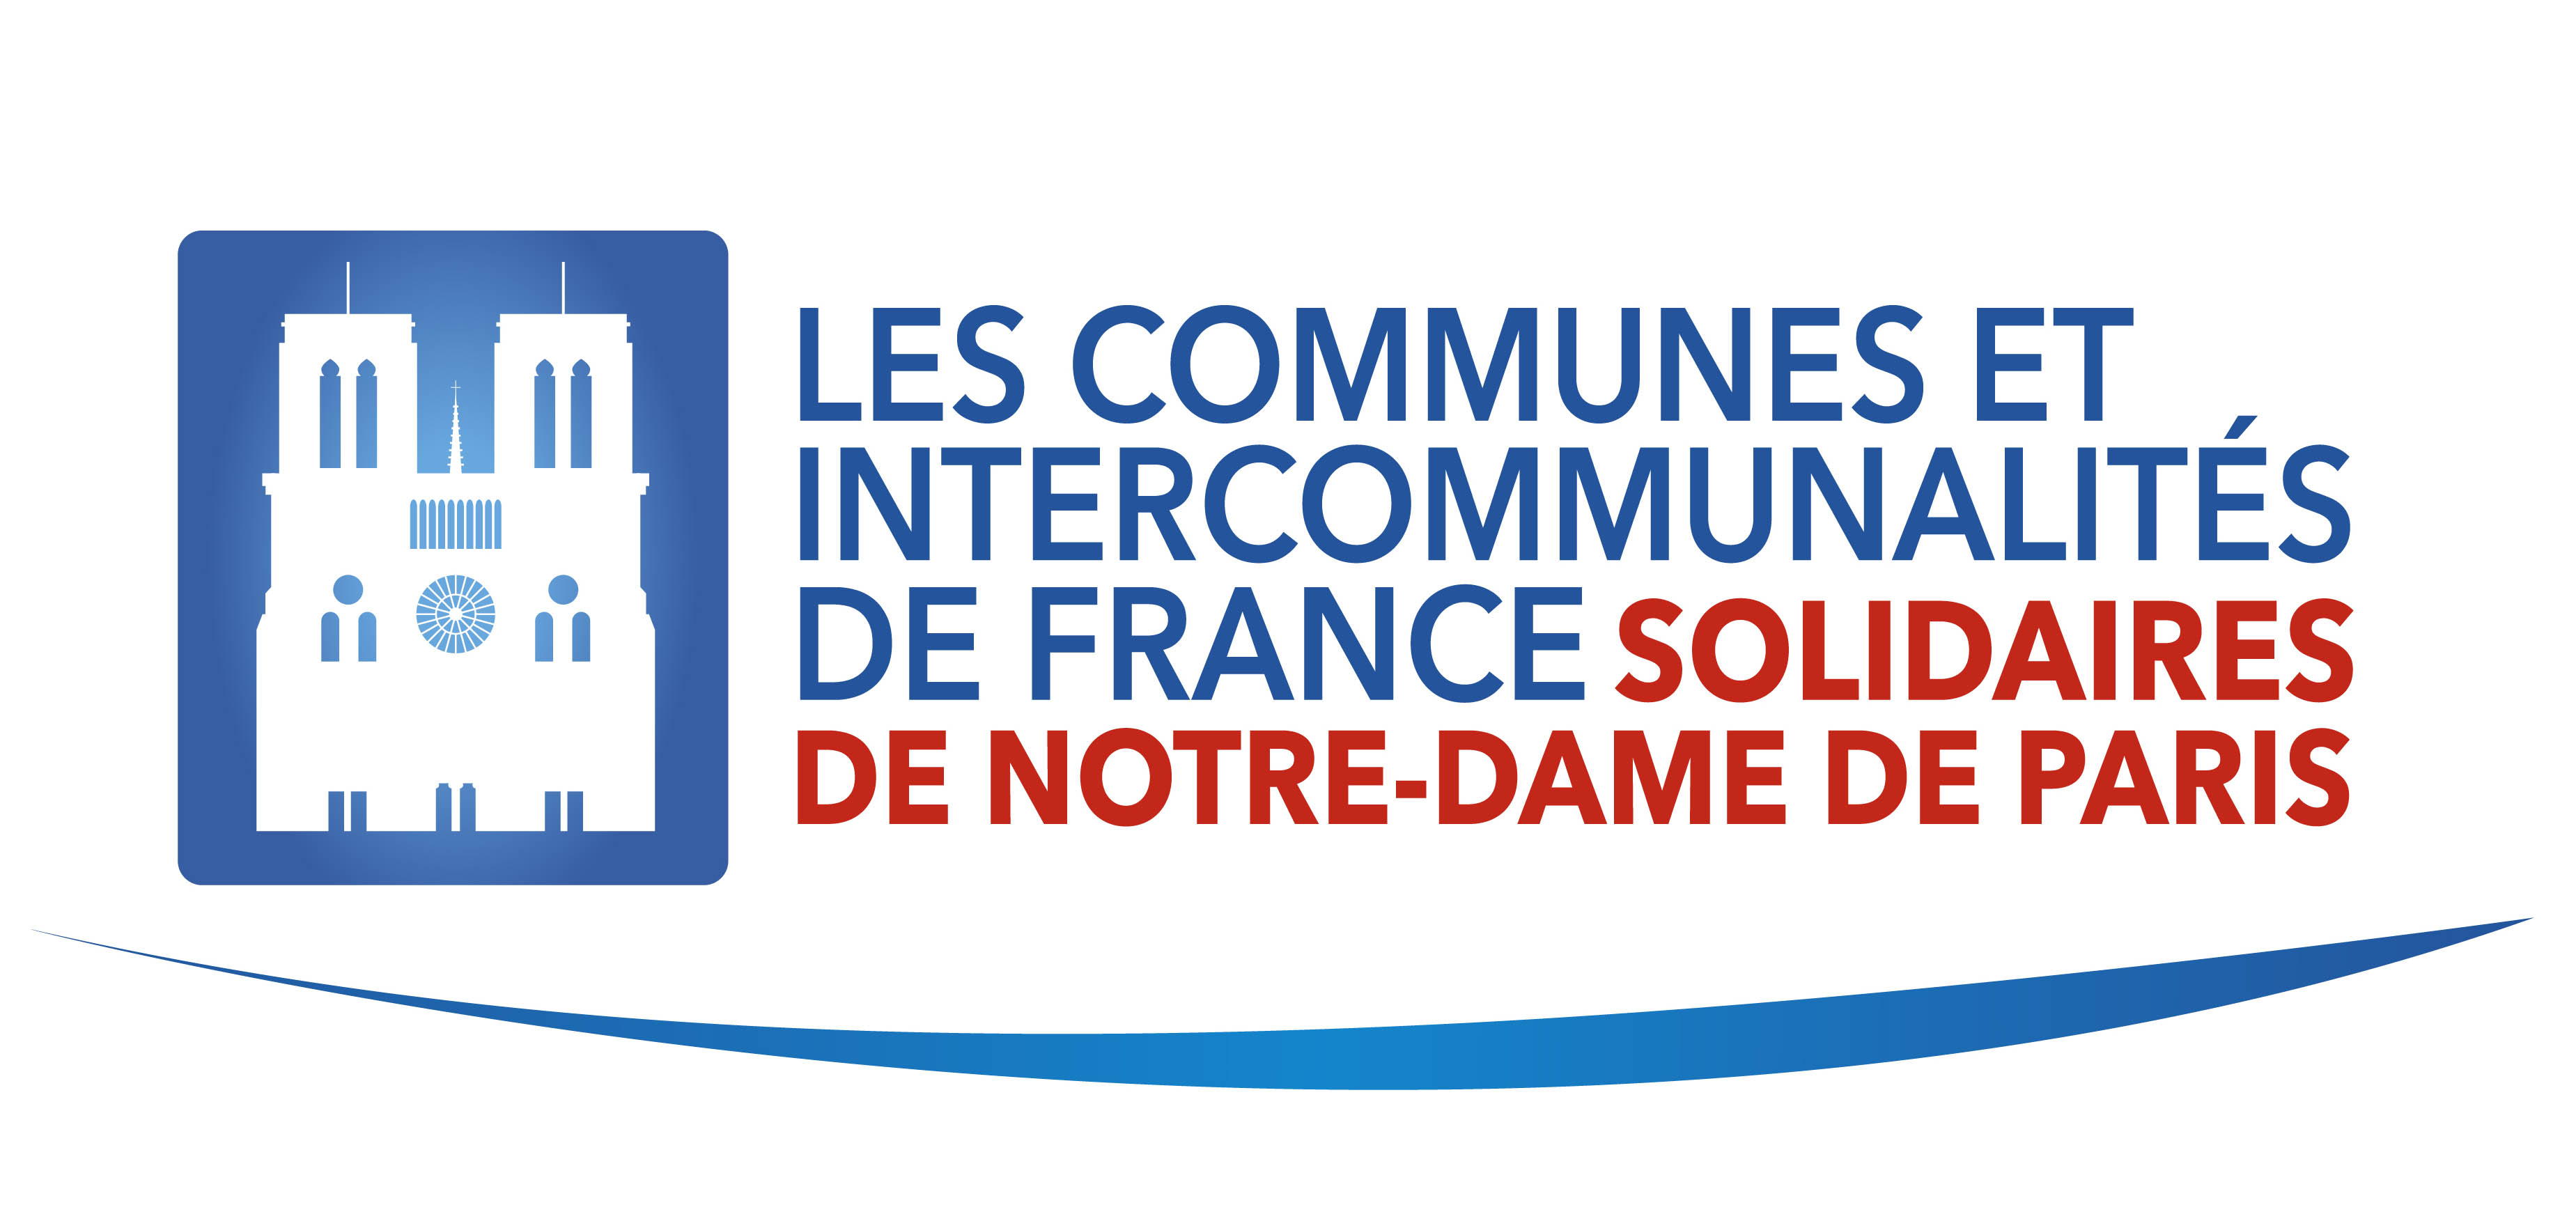 LES COMMUNES ET
INTERCOMMUNALITÉS
DE FRANCE SOLIDAIRES
DE NOTRE-DAME DE PARIS